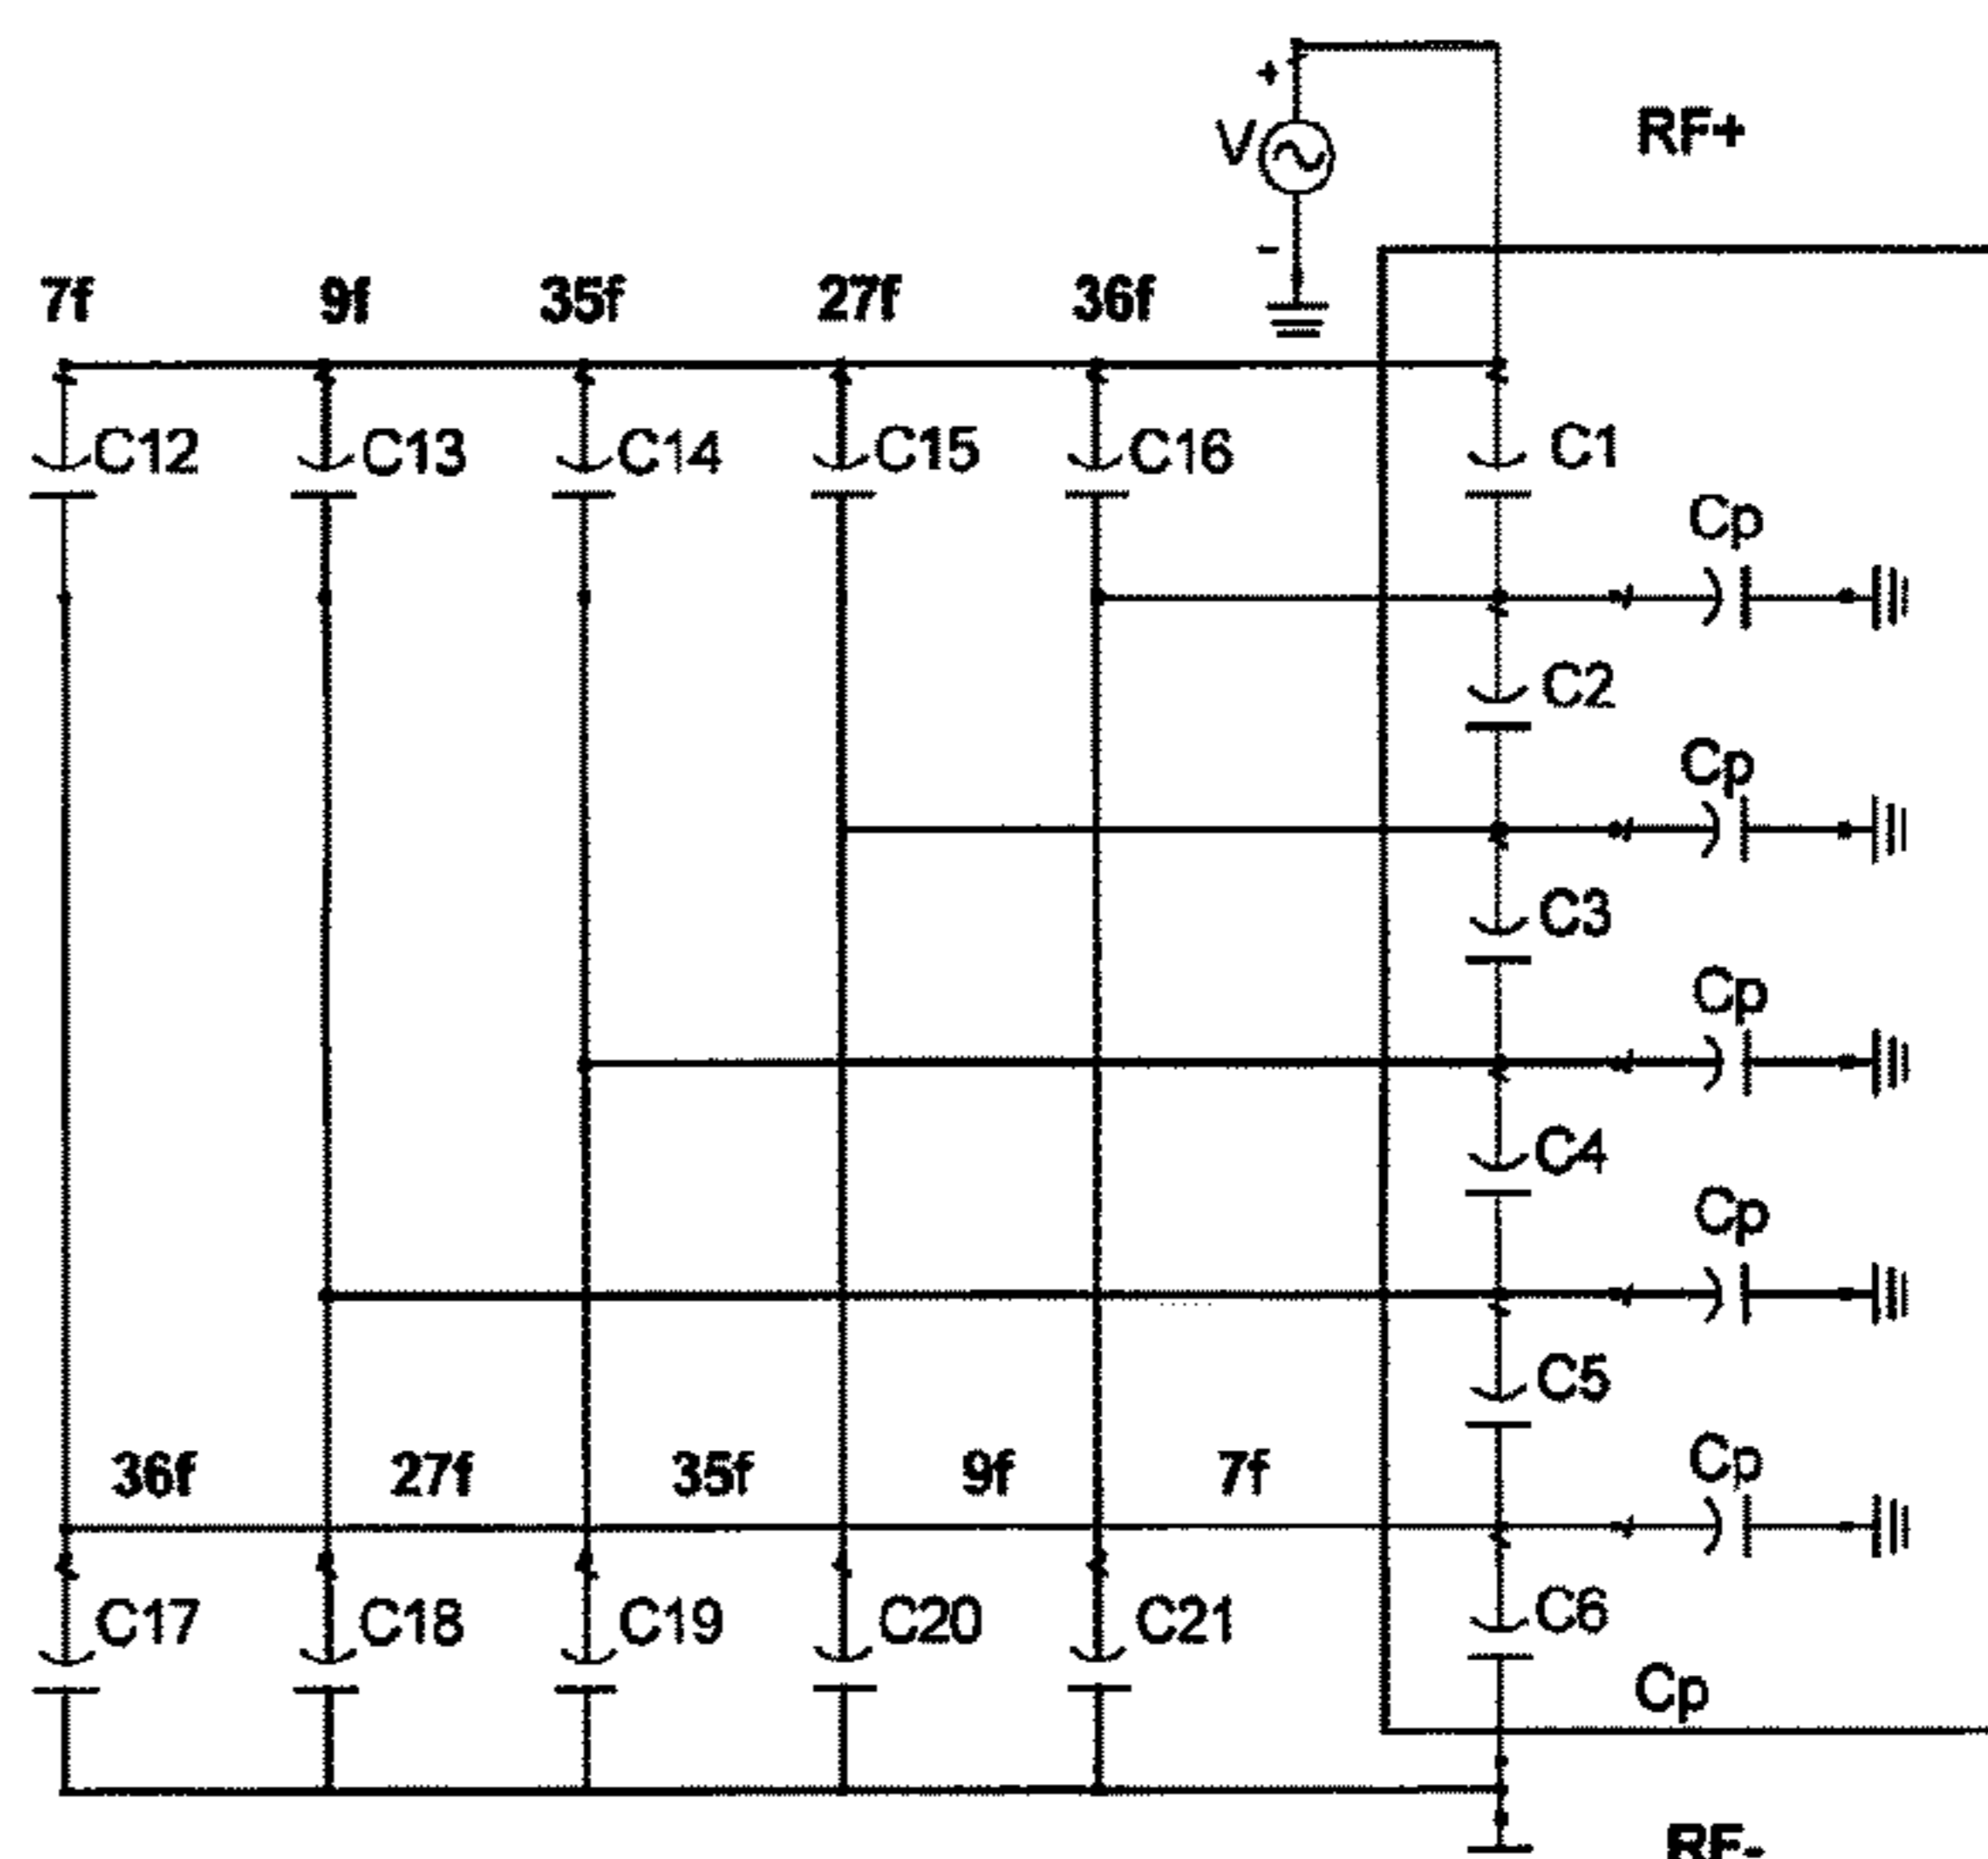 +
V
RF+
-
7f 9f 35f 27f 36f
C12 C13 C14 C15 C16 C1
Cp
C2
Cp
C3
Cp
C4
Cp
C5
36f 27f 35f 9f 7f Cp
C17 C18 C19 C20 C21 C6
Cp
RF-